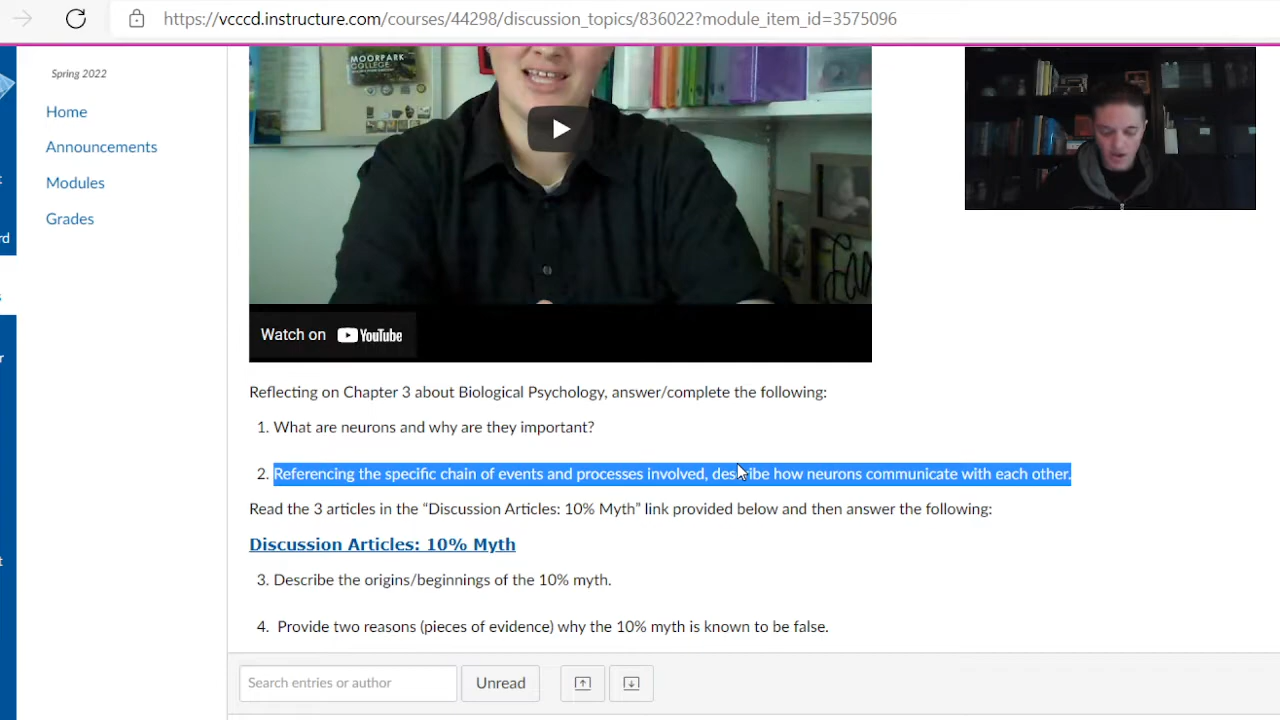 https://vcccd.instructure.com/courses/44298/discussion_topics/836022?module_item_id=3575096
Spring 2022
Home
Announcements
Modules
Grades
MOORPARK
COLLEGE
Watch on YouTube
Reflecting on Chapter 3 about Biological Psychology, answer/complete the following:
1. What are neurons and why are they important?
2. Referencing the specific chain of events and processes involved, describe how neurons communicate with each other.
Read the 3 articles in the “Discussion Articles: 10% Myth” link provided below and then answer the following:
Discussion Articles: 10% Myth
3. Describe the origins/beginnings of the 10% myth.
4. Provide two reasons (pieces of evidence) why the 10% myth is known to be false.
Search entries or author
Unread